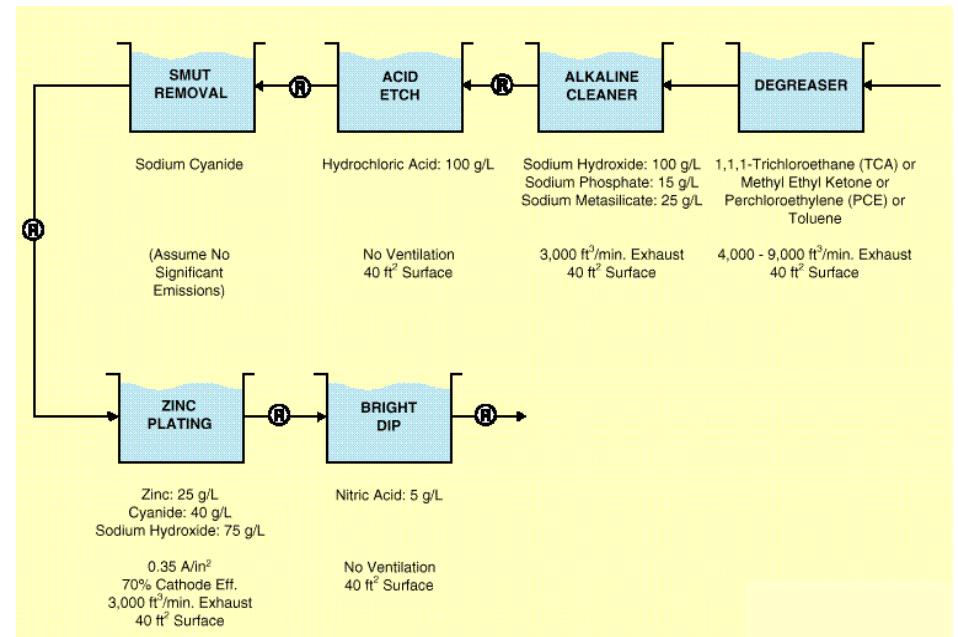 SMUT
REMOVAL
ACID
ETCH
ALKALINE
CLEANER
DEGREASER
R
R
Sodium Cyanide
Hydrochloric Acid: 100 g/L
Sodium Hydroxide: 100 g/L
Sodium Phosphate: 15 g/L
Sodium Metasilicate: 25 g/L
1,1,1-Trichloroethane (TCA) or
Methyl Ethyl Ketone or
Perchloroethylene (PCE) or
Toluene
R
(Assume No
Significant
Emissions)
No Ventilation
40 ft² Surface
3,000 ft³/min. Exhaust
40 ft² Surface
4,000 - 9,000 ft³/min. Exhaust
40 ft² Surface
ZINC
PLATING
R
BRIGHT
DIP
R
Zinc: 25 g/L
Cyanide: 40 g/L
Sodium Hydroxide: 75 g/L
Nitric Acid: 5 g/L
0.35 A/in²
70% Cathode Eff.
3,000 ft³/min. Exhaust
40 ft² Surface
No Ventilation
40 ft² Surface